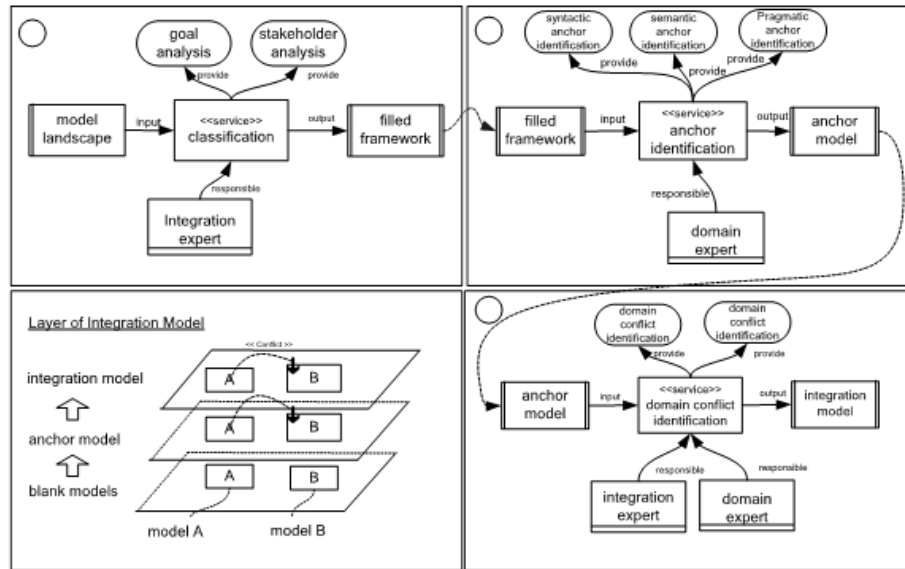 goal
analysis
stakeholder
analysis
provide
provide
model
landscape
input
<<service>>
classification
output
filled
framework
responsible
Integration
expert
syntactic
anchor
identification
semantic
anchor
identification
Pragmatic
anchor
identification
provide
provide
provide
filled
framework
input
<<service>>
anchor
identification
output
anchor
model
responsible
domain
expert
Layer of Integration Model
<< Conflict >>
integration model
A
B
anchor model
A
B
blank models
A
B
model A
model B
domain
conflict
identification
domain
conflict
identification
provide
provide
anchor
model
input
<<service>>
domain conflict
identification
output
integration
model
responsible
responsible
integration
expert
domain
expert